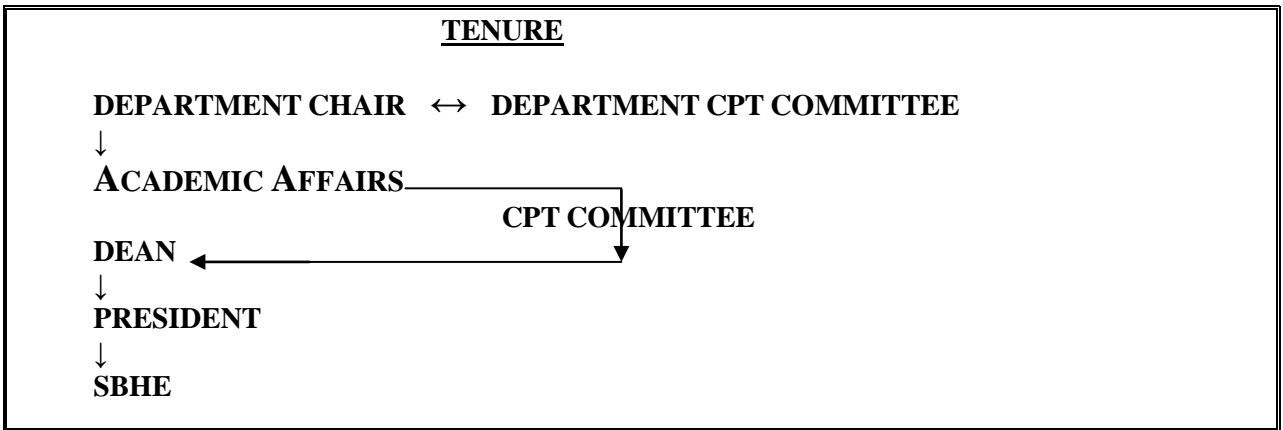 TENURE
DEPARTMENT CHAIR ↔ DEPARTMENT CPT COMMITTEE
↓
ACADEMIC AFFAIRS
CPT COMMITTEE
DEAN
↓
PRESIDENT
↓
SBHE